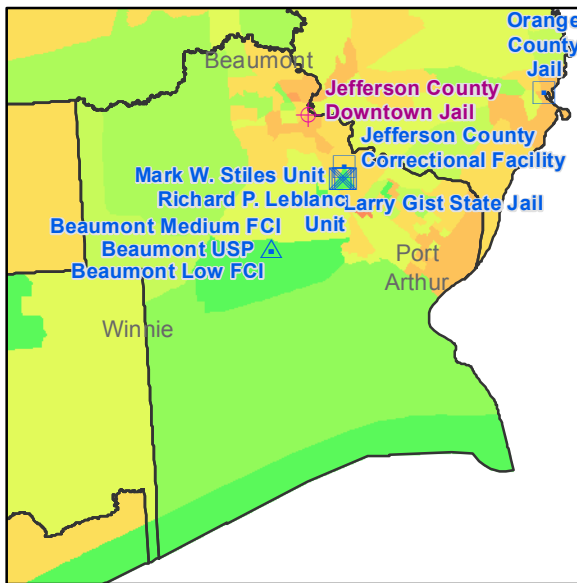 Orange
County
Jail
Beaumont
Jefferson County
Downtown Jail
Jefferson County
Correctional Facility
Mark W. Stiles Unit
Richard P. Leblanc
Unit
Larry Gist State Jail
Beaumont Medium FCI
Beaumont USP
Beaumont Low FCI
Port
Arthur
Winnie